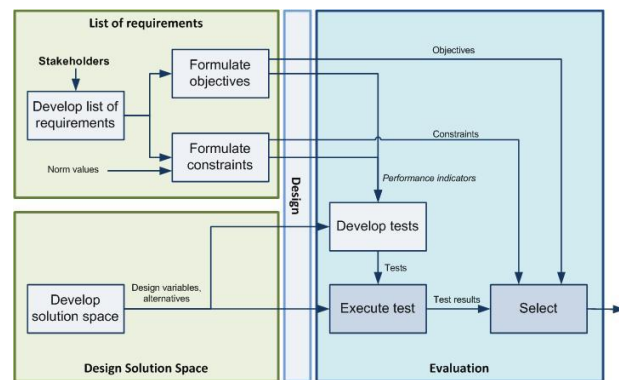 List of requirements
Stakeholders
Develop list of
requirements
Formulate
objectives
Formulate
constraints
Norm values
Design
Objectives
Constraints
Performance indicators
Develop tests
Tests
Develop
solution space
Design variables,
alternatives
Execute test
Test results
Select
Design Solution Space
Evaluation